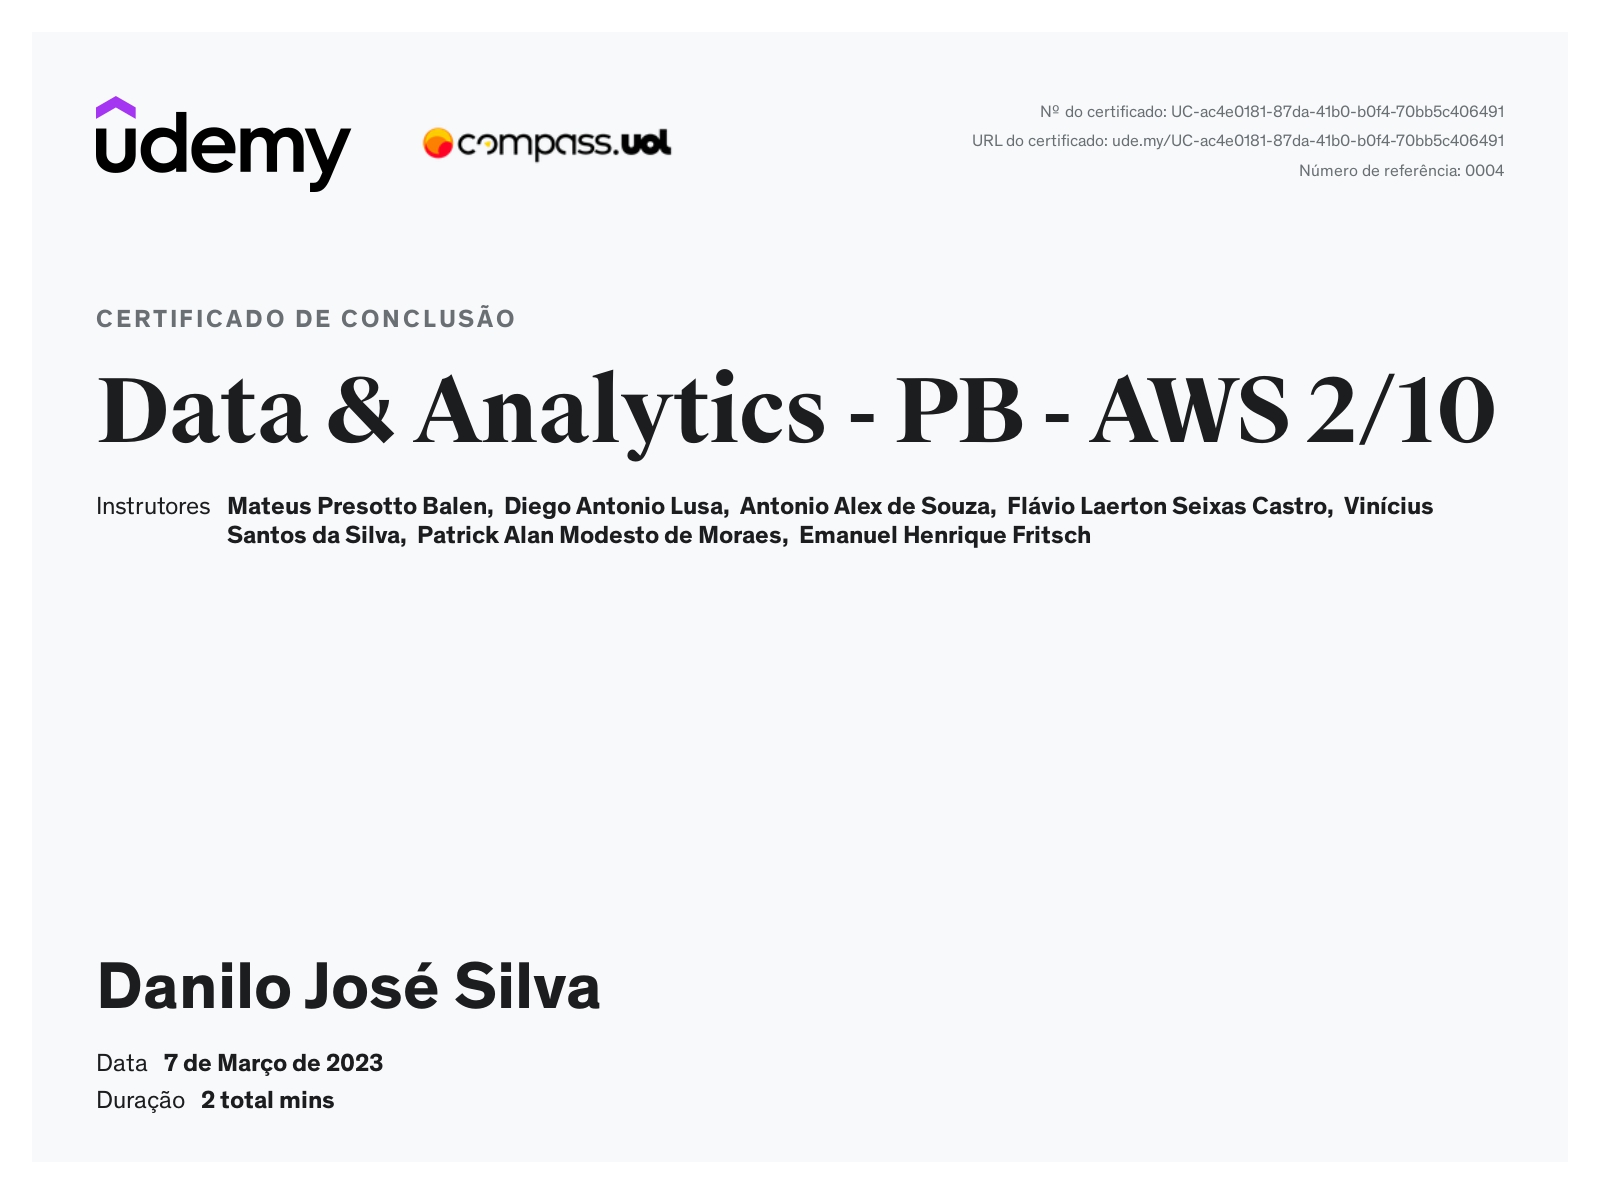 udemy
compass.uol
Nº do certificado: UC-ac4e0181-87da-41b0-b0f4-70bb5c406491
URL do certificado: ude.my/UC-ac4e0181-87da-41b0-b0f4-70bb5c406491
Número de referência: 0004
CERTIFICADO DE CONCLUSÃO
Data & Analytics - PB - AWS 2/10
Instrutores Mateus Presotto Balen, Diego Antonio Lusa, Antonio Alex de Souza, Flávio Laerton Seixas Castro, Vinícius
Santos da Silva, Patrick Alan Modesto de Moraes, Emanuel Henrique Fritsch
Danilo José Silva
Data 7 de Março de 2023
Duração 2 total mins